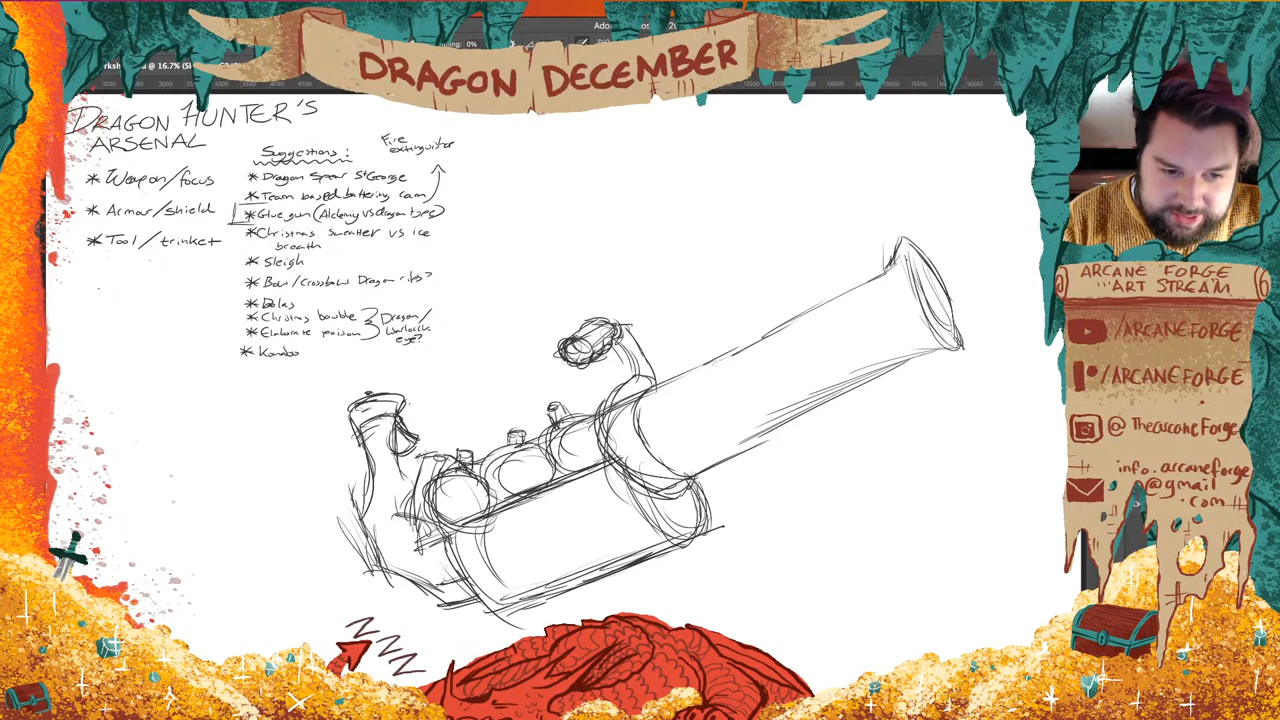 DRAGON DECEMBER
DRAGON HUNTER'S
ARSENAL
* Weapon/focus
* Armour/shield
* Tool/trinket
Suggestions:
Fire
extinguisher
* Dragon Spear St George
* Team based battering ram
* Glue gun (Alchemy vs dragon type)
* Christmas sweater vs ice
breath
* Sleigh
* Bow/Crossbow Dragon ribs?
* Bolas
* Christmas bauble
* Elaborate poison
Dragon/
Warlock
eye?
ARCANE FORGE
ART STREAM
/ARCANEFORGE
/ARCANEFORGE
@ThearcaneForge
info.arcaneforge
@gmail
.com